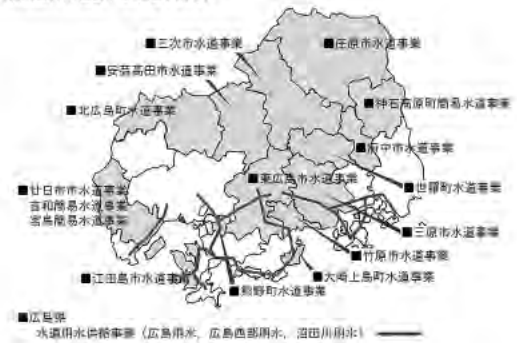 ■三次市水道事業
■庄原市水道事業
■安芸高田市水道事業
■北広島町水道事業
■神石高原町簡易水道事業
■府中市水道事業
■世羅町水道事業
■東広島市水道事業
■廿日市市水道事業
吉和簡易水道事業
宮島簡易水道事業
■三原市水道事業
■竹原市水道事業
■大崎上島町水道事業
■江田島市水道事業
■熊野町水道事業
■広島県
水道用水供給事業（広島用水，広島西部用水，沼田川用水）